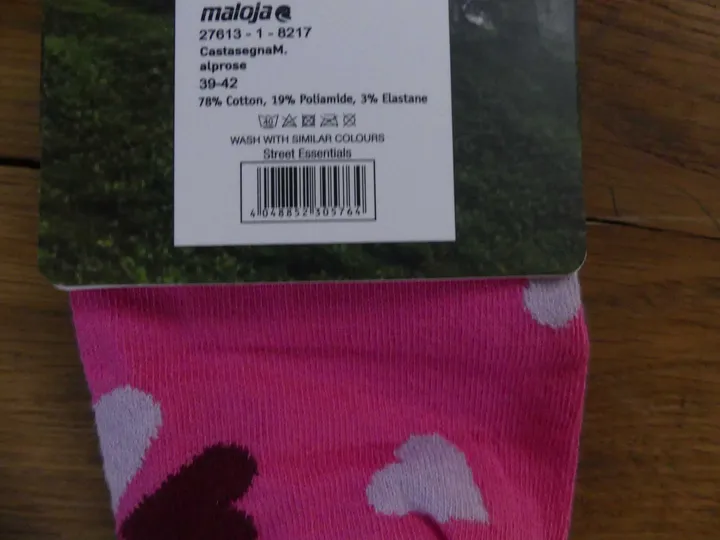 maloja
27613 - 1 - 8217
CastasegnaM.
alprose
39-42
78% Cotton, 19% Poliamide, 3% Elastane
WASH WITH SIMILAR COLOURS
Street Essentials
4 048852 305764